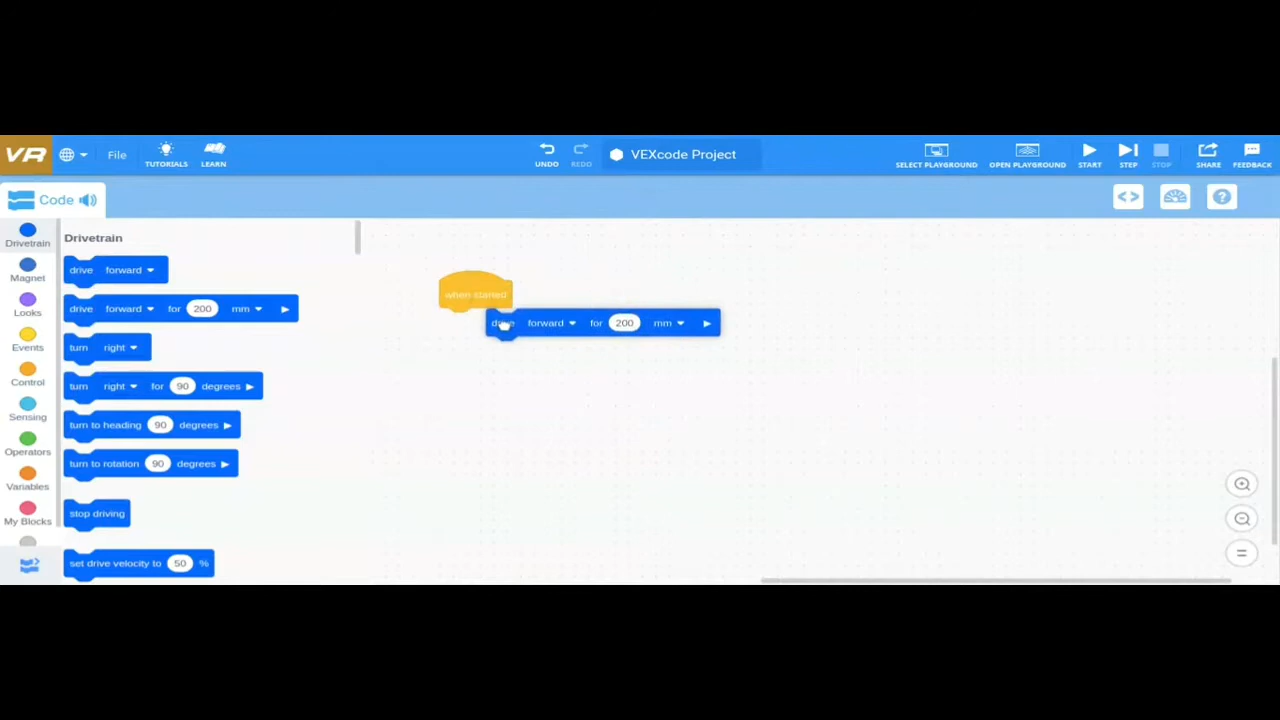 VR
File
TUTORIALS
LEARN
UNDO
REDO
VEXcode Project
SELECT PLAYGROUND
OPEN PLAYGROUND
START
STEP
STOP
SHARE
FEEDBACK
Code
Drivetrain
Magnet
Looks
Events
Control
Sensing
Operators
Variables
My Blocks
Drivetrain
drive forward
drive forward for 200 mm
turn right
turn right for 90 degrees
turn to heading 90 degrees
turn to rotation 90 degrees
stop driving
set drive velocity to 50 %
when started
drive forward for 200 mm